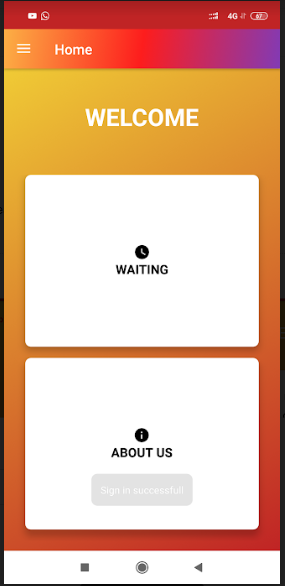 4G 67
Home
WELCOME
WAITING
ABOUT US
Sign in successful!